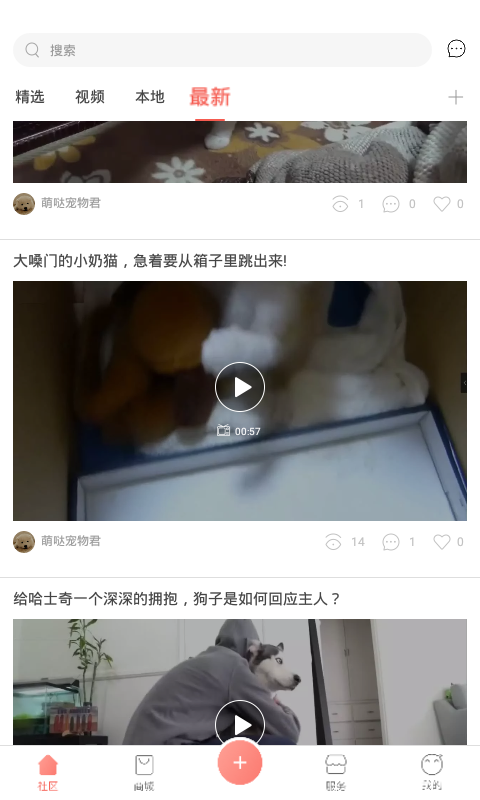 搜索
精选 视频 本地 最新
萌哒宠物君 1 0 0
大嗓门的小奶猫，急着要从箱子里跳出来!
00:57
萌哒宠物君 14 1 0
给哈士奇一个深深的拥抱，狗子是如何回应主人？
社区 商城 服务 我的